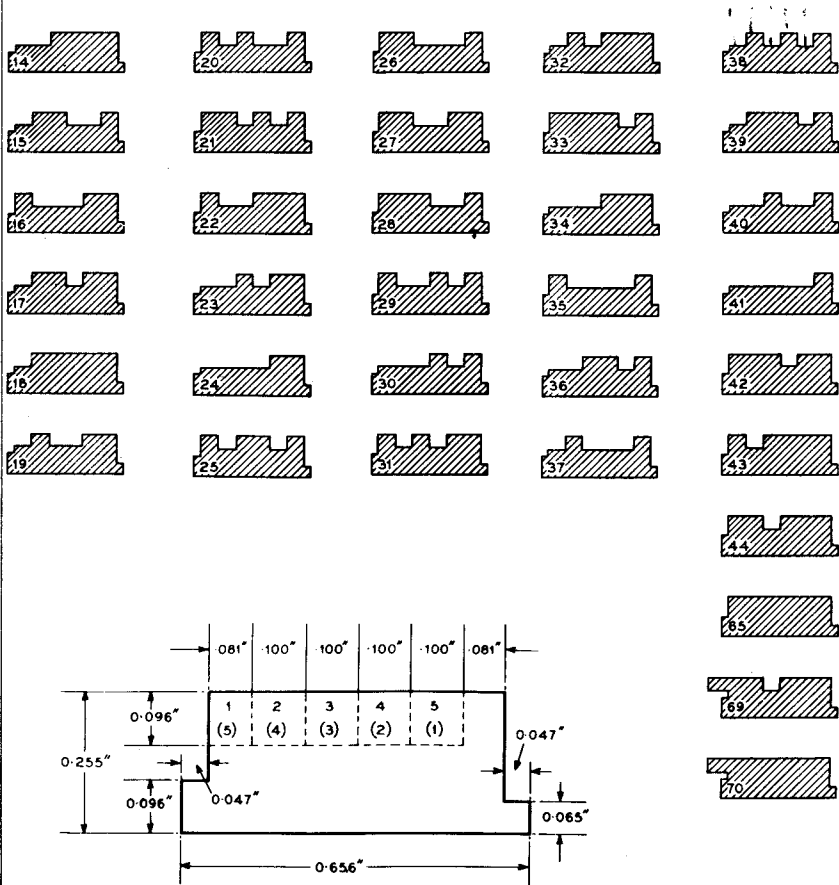 14 20 26 32 38
15 21 27 33 39
16 22 28 34 40
17 23 29 35 41
18 24 30 36 42
19 25 31 37 43
44
65
69
70
.081" .100" .100" .100" .100" .081"
1 2 3 4 5
(5) (4) (3) (2) (1)
0·096"
0·255"
0·096"
0·047"
0·047"
0·065"
0·656"